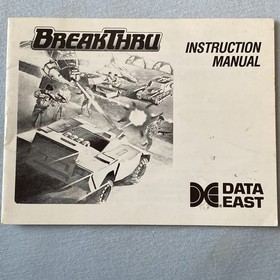 BREAKTHRU
INSTRUCTION
MANUAL
DATA
EAST